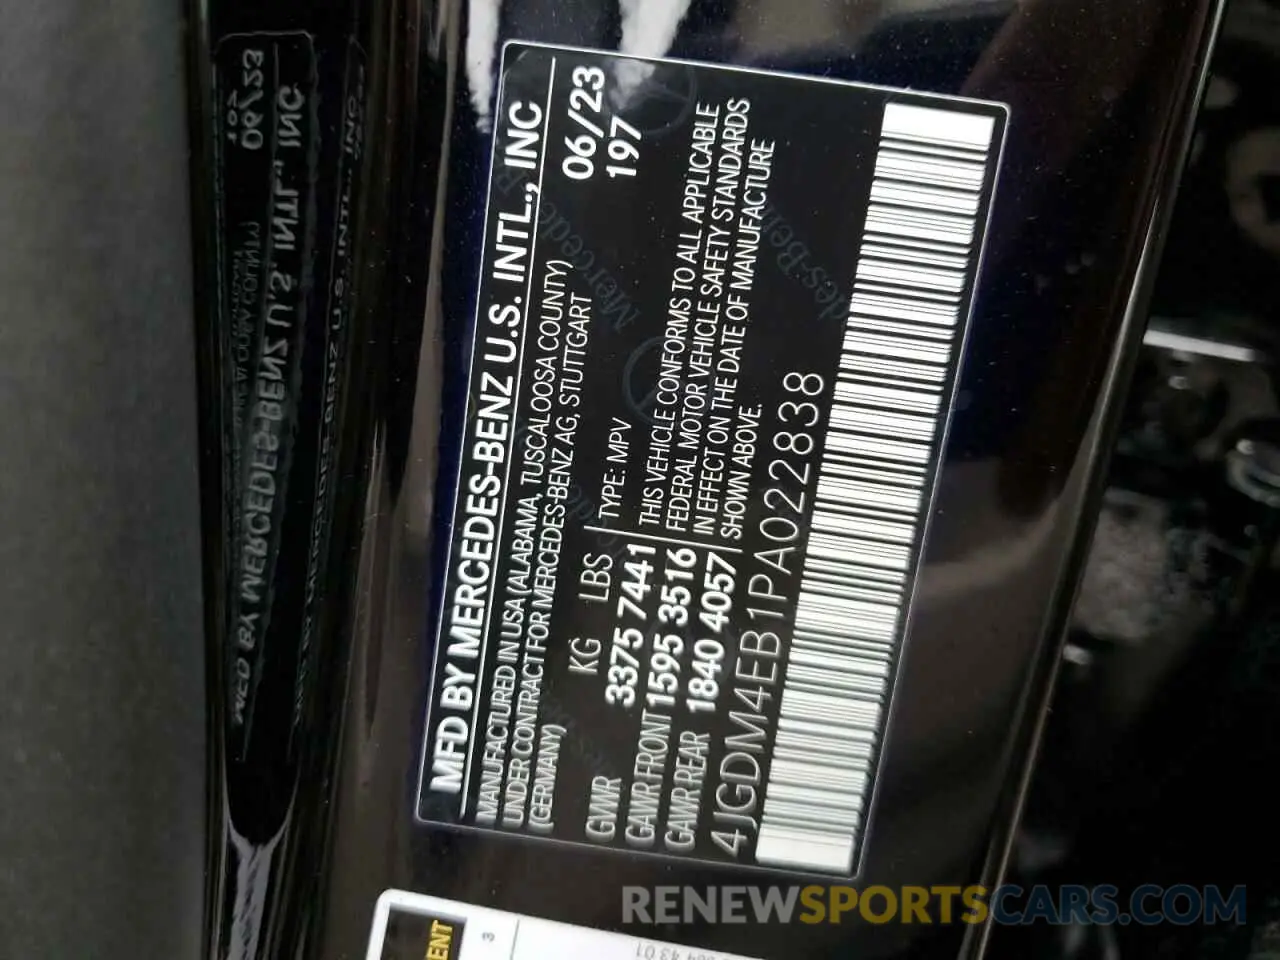 MFD BY MERCEDES-BENZ U.S. INTL., INC
MANUFACTURED IN USA (ALABAMA, TUSCALOOSA COUNTY)
UNDER CONTRACT FOR MERCEDES-BENZ AG, STUTTGART
(GERMANY)
06/23
197
KG LBS
GVWR 3375 7441
GAWR FRONT 1595 3516
GAWR REAR 1840 4057
TYPE: MPV
THIS VEHICLE CONFORMS TO ALL APPLICABLE
FEDERAL MOTOR VEHICLE SAFETY STANDARDS
IN EFFECT ON THE DATE OF MANUFACTURE
SHOWN ABOVE.
4JGDM4EB1PA022838
3
RENEWSPORTSCARS.COM